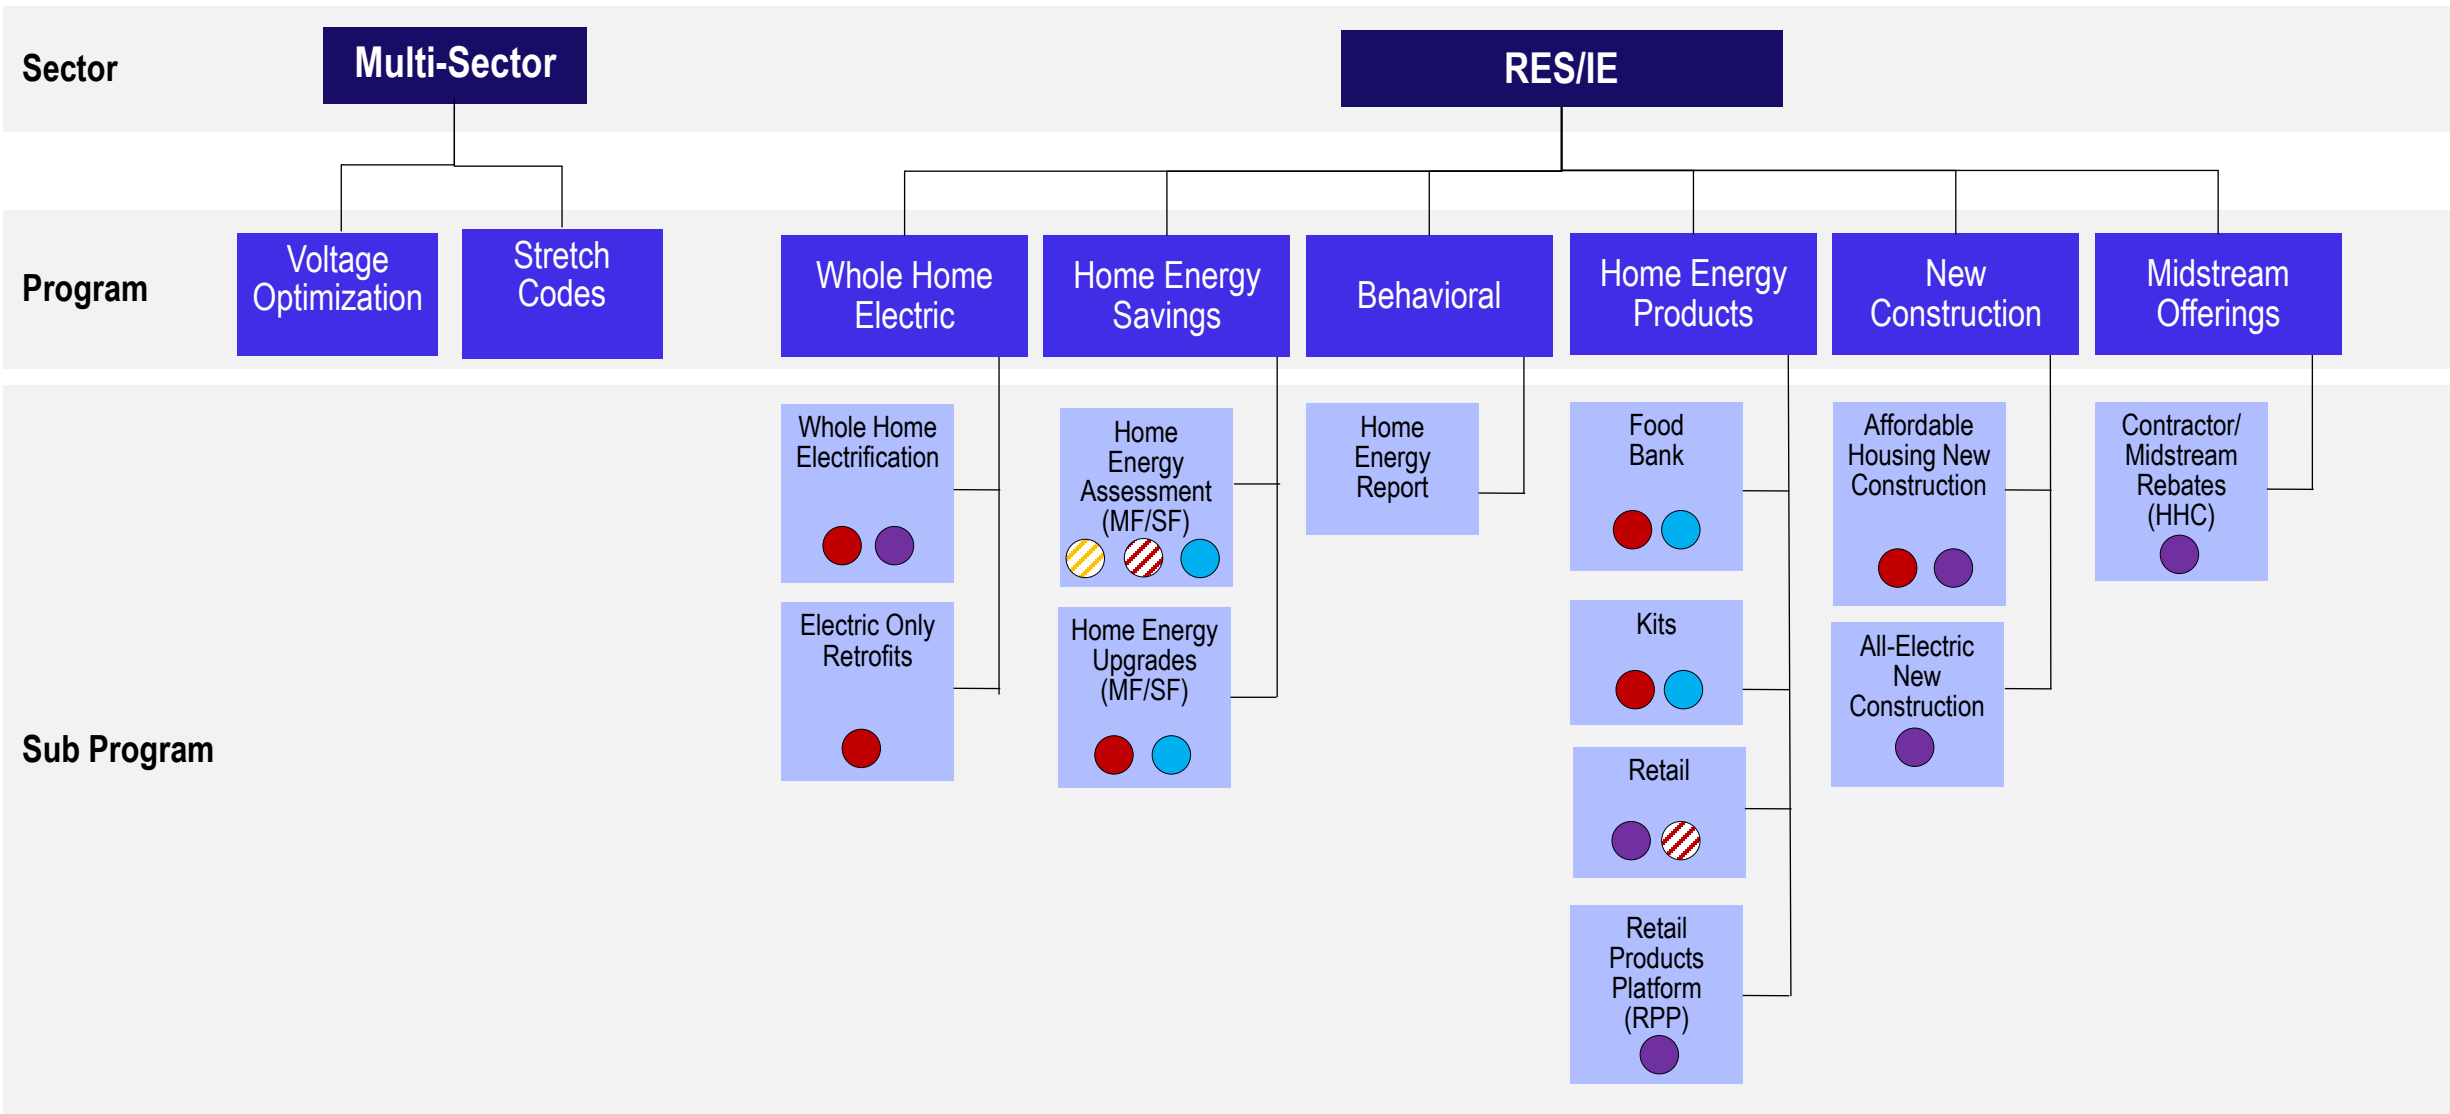 Sector
Multi-Sector
RES/IE
Program
Voltage
Optimization
Stretch
Codes
Whole Home
Electric
Home Energy
Savings
Behavioral
Home Energy
Products
New
Construction
Midstream
Offerings
Sub Program
Whole Home
Electrification
Electric Only
Retrofits
Home
Energy
Assessment
(MF/SF)
Home Energy
Upgrades
(MF/SF)
Home
Energy
Report
Food
Bank
Kits
Retail
Retail
Products
Platform
(RPP)
Affordable
Housing New
Construction
All-Electric
New
Construction
Contractor/
Midstream
Rebates
(HHC)